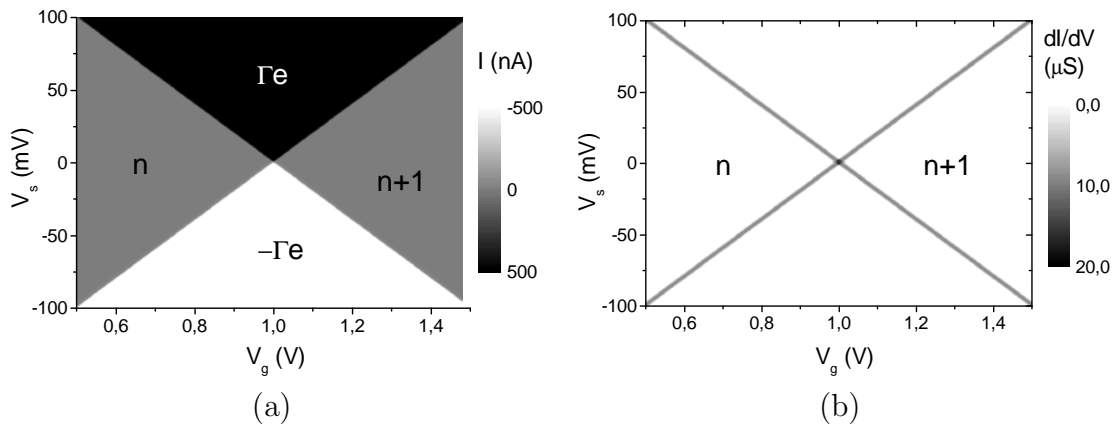 100
50
0
-50
-100
V_s (mV)
n
Γe
n+1
−Γe
0,6
0,8
1,0
1,2
1,4
V_g (V)
I (nA)
-500
0
500
(a)
100
50
0
-50
-100
V_s (mV)
n
n+1
0,6
0,8
1,0
1,2
1,4
V_g (V)
dI/dV
(μS)
0,0
10,0
20,0
(b)